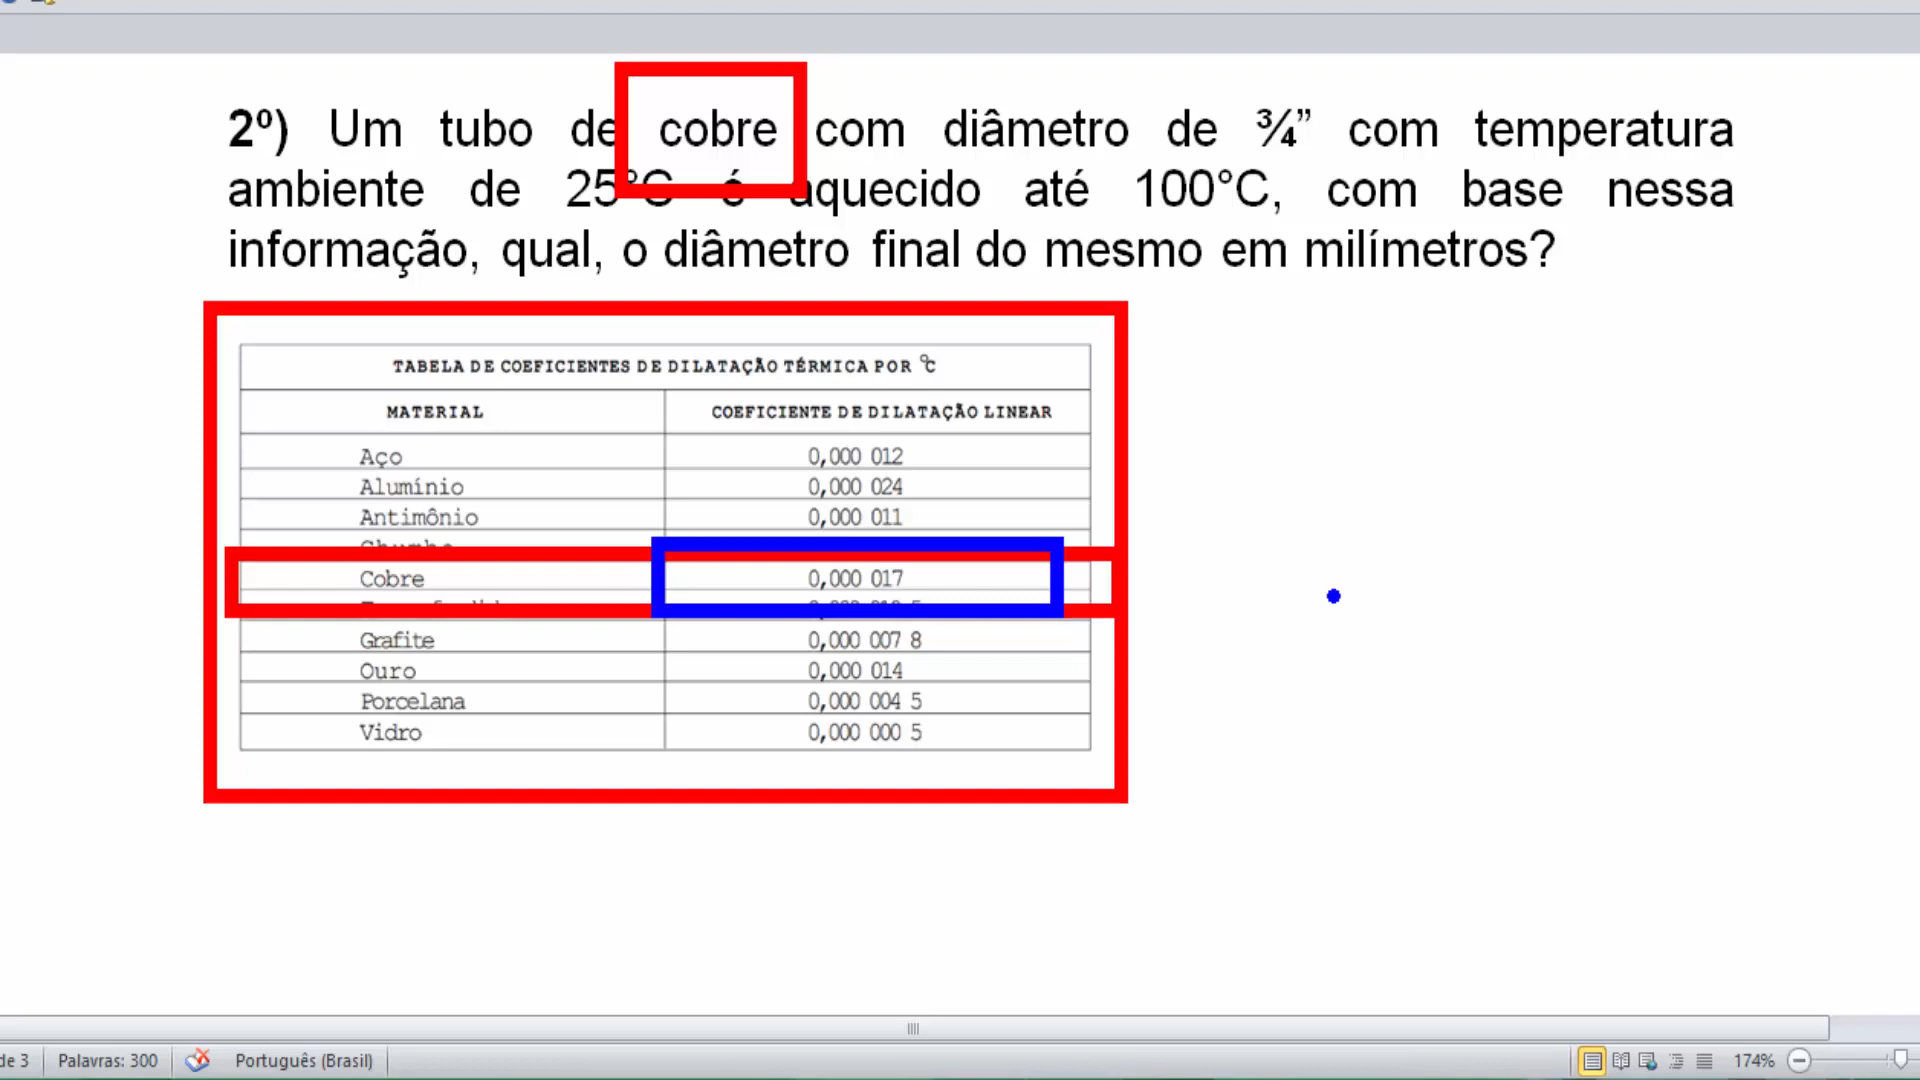 2º) Um tubo de cobre com diâmetro de ¾” com temperatura
ambiente de 25°C é aquecido até 100°C, com base nessa
informação, qual, o diâmetro final do mesmo em milímetros?
TABELA DE COEFICIENTES DE DILATAÇÃO TÉRMICA POR ºC
MATERIAL COEFICIENTE DE DILATAÇÃO LINEAR
Aço 0,000 012
Alumínio 0,000 024
Antimônio 0,000 011
Cobre 0,000 017
Grafite 0,000 007 8
Ouro 0,000 014
Porcelana 0,000 004 5
Vidro 0,000 000 5
de 3 Palavras: 300 Português (Brasil) 174%